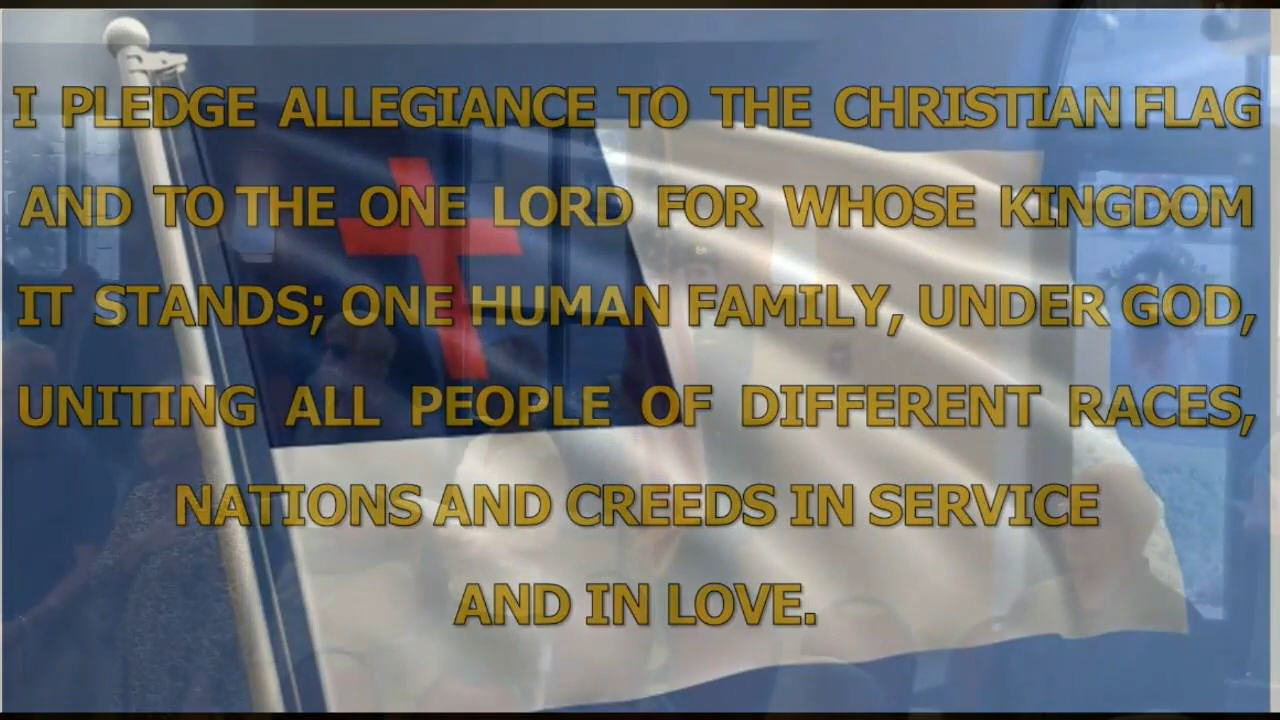 I PLEDGE ALLEGIANCE TO THE CHRISTIAN FLAG
AND TO THE ONE LORD FOR WHOSE KINGDOM
IT STANDS; ONE HUMAN FAMILY, UNDER GOD,
UNITING ALL PEOPLE OF DIFFERENT RACES,
NATIONS AND CREEDS IN SERVICE
AND IN LOVE.